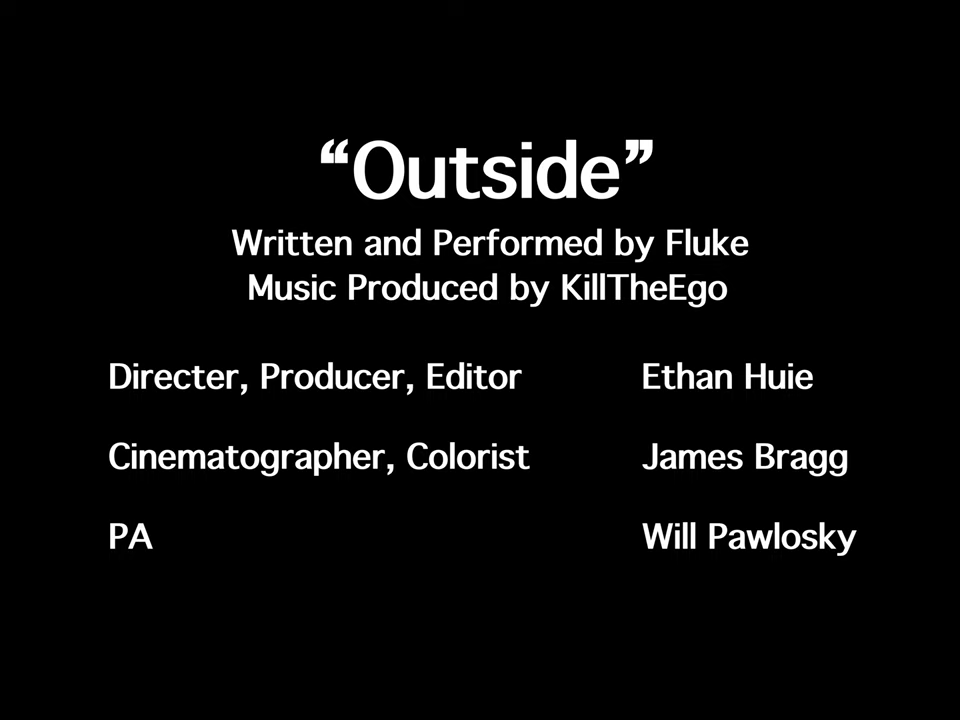 “Outside”
Written and Performed by Fluke
Music Produced by KillTheEgo
Directer, Producer, Editor Ethan Huie
Cinematographer, Colorist James Bragg
PA Will Pawlosky